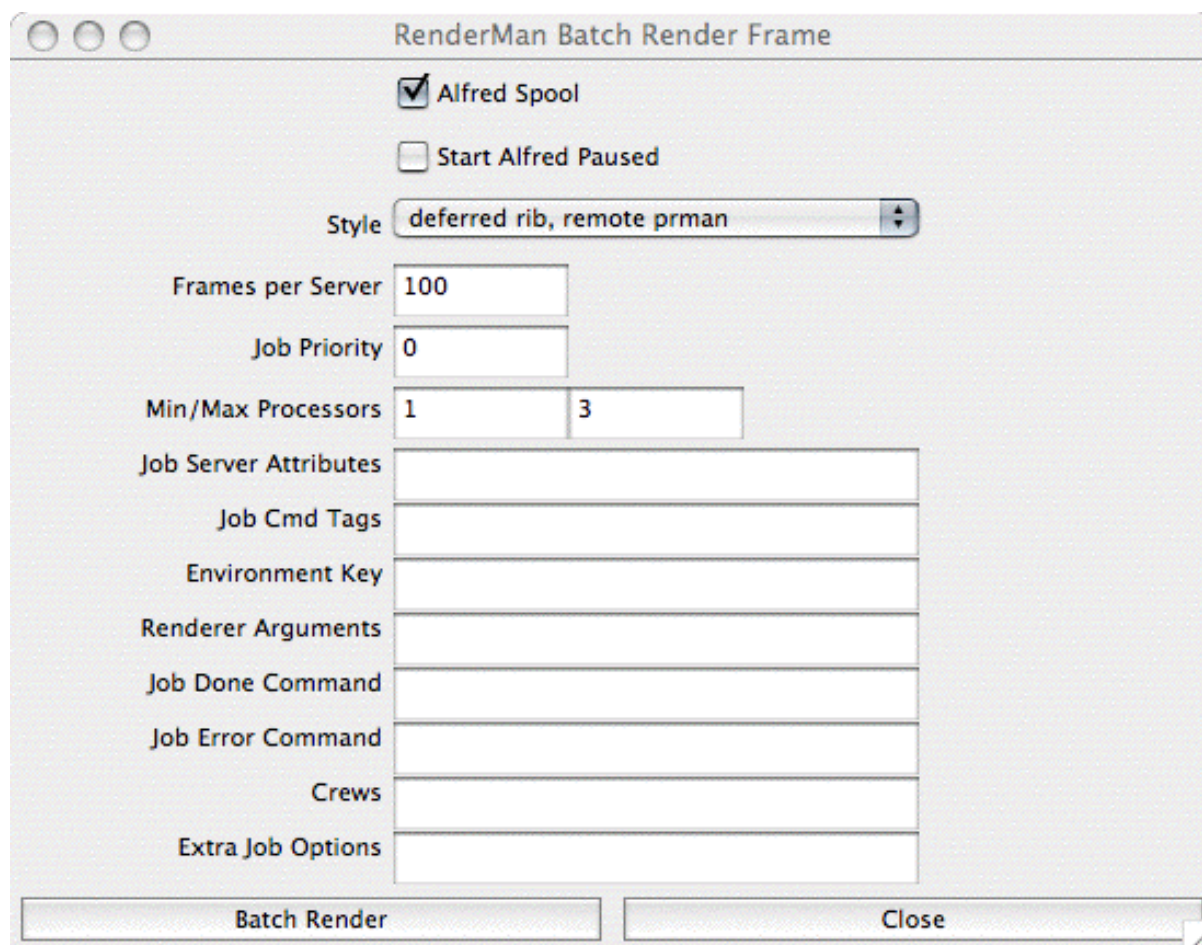 RenderMan Batch Render Frame
Alfred Spool
Start Alfred Paused
Style deferred rib, remote prman
Frames per Server 100
Job Priority 0
Min/Max Processors 1 3
Job Server Attributes
Job Cmd Tags
Environment Key
Renderer Arguments
Job Done Command
Job Error Command
Crews
Extra Job Options
Batch Render Close